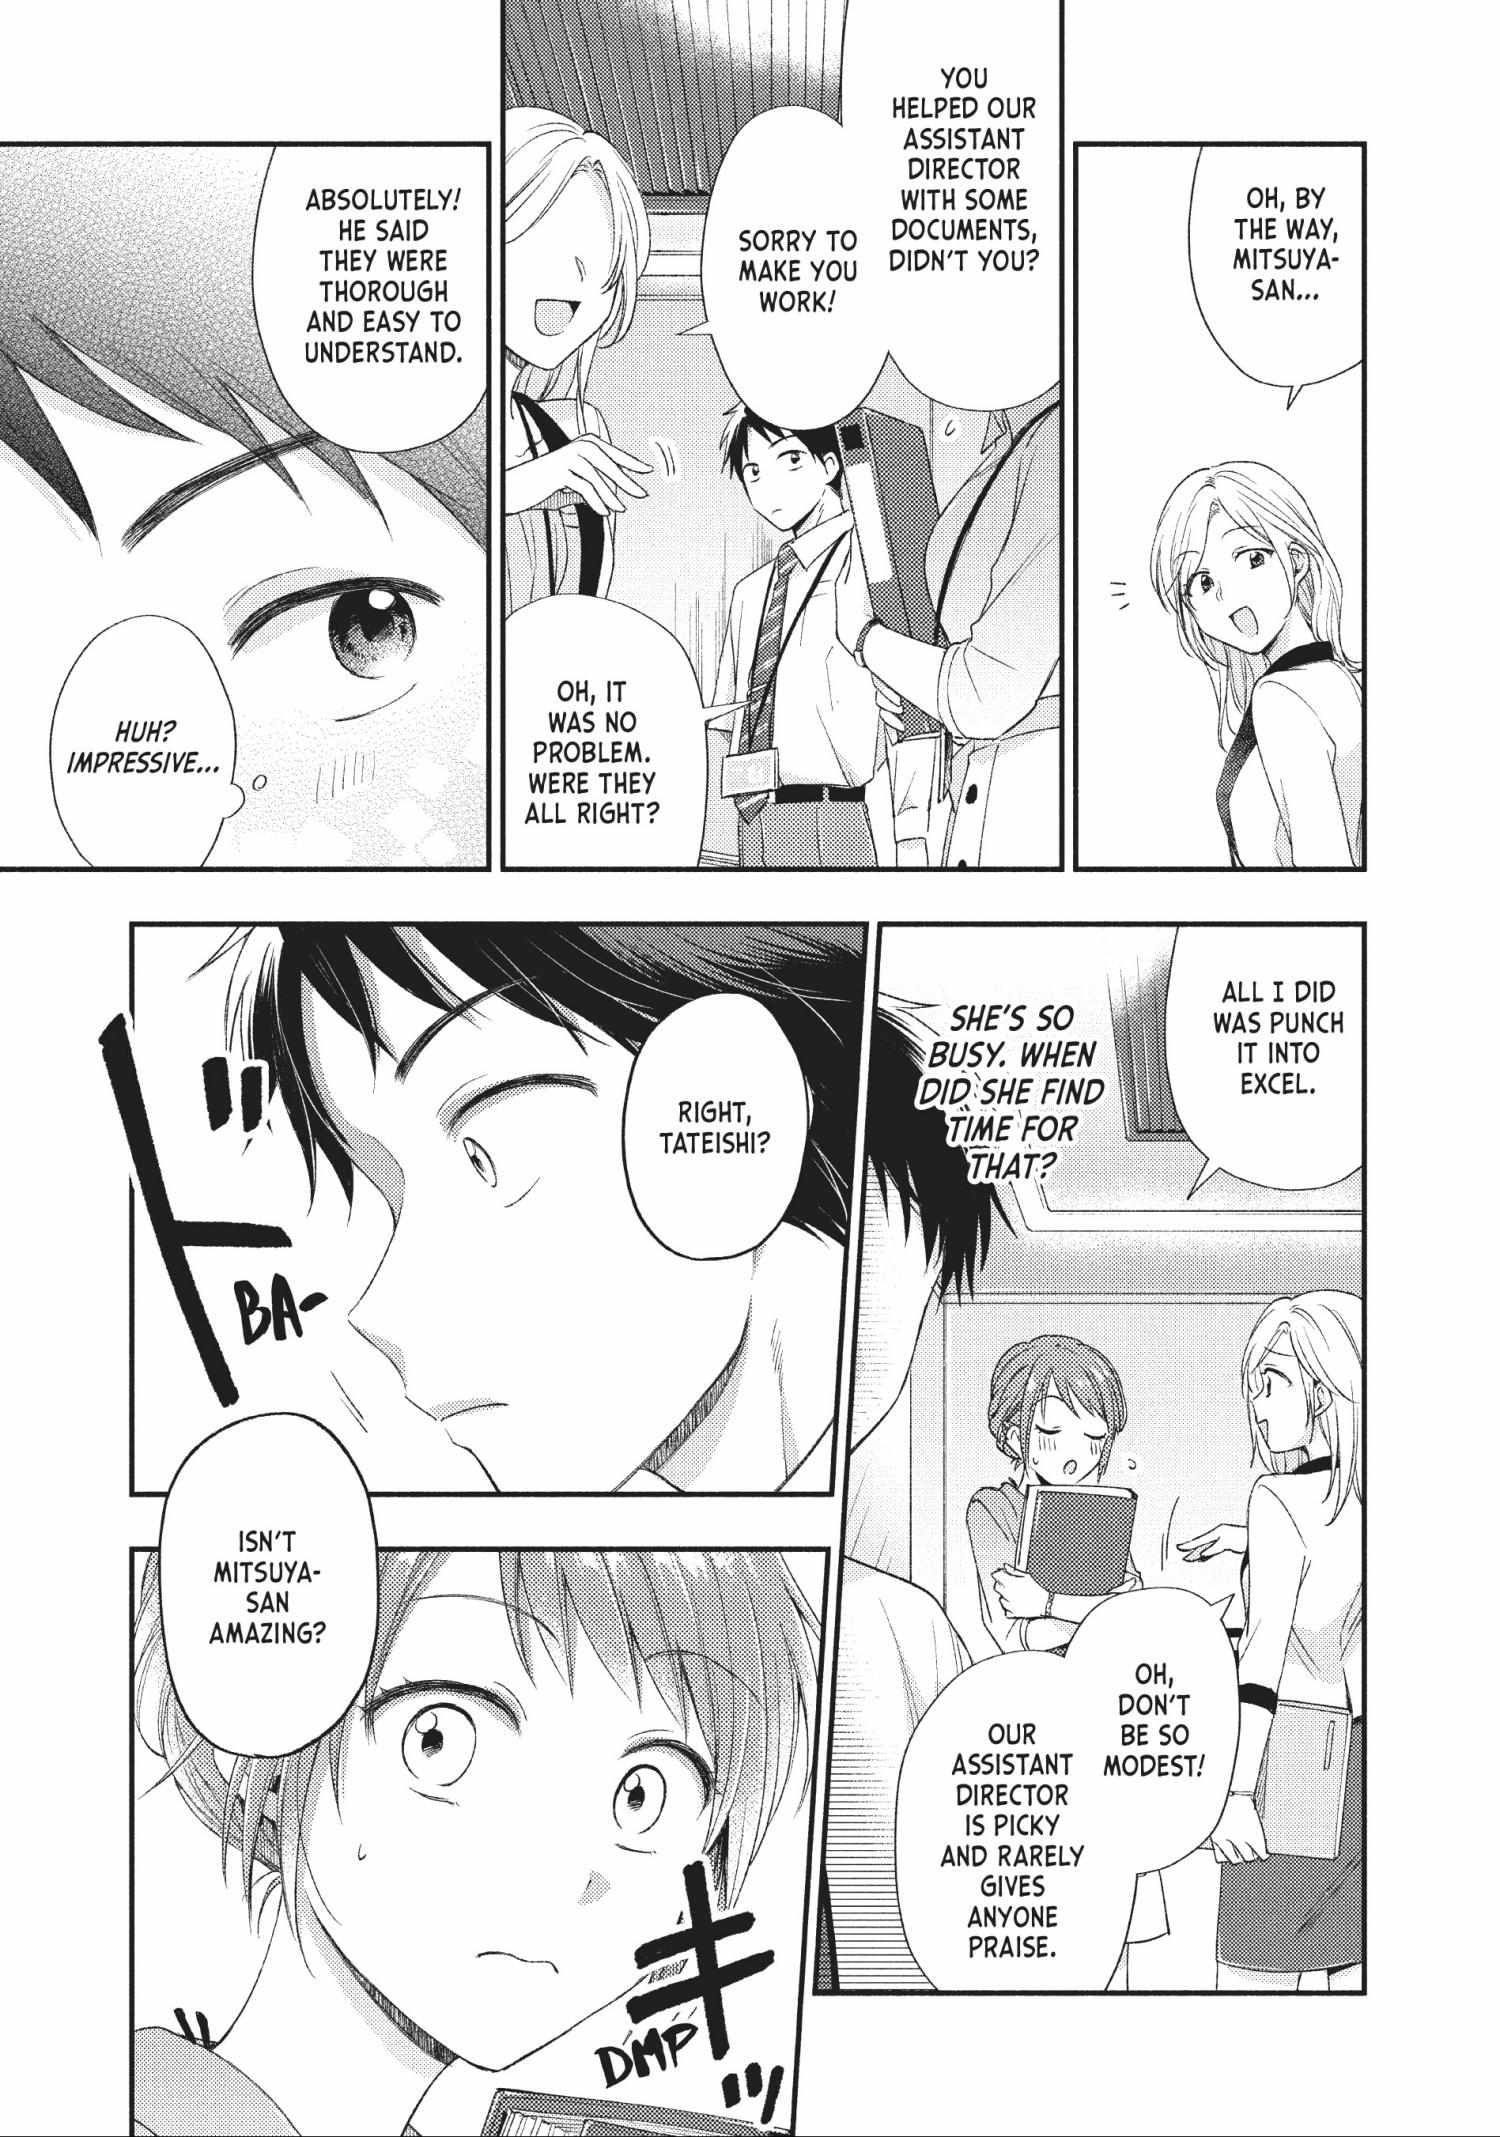 OH, BY
THE WAY,
MITSUYA-
SAN...
YOU
HELPED OUR
ASSISTANT
DIRECTOR
WITH SOME
DOCUMENTS,
DIDN'T YOU?
SORRY TO
MAKE YOU
WORK!
OH, IT
WAS NO
PROBLEM.
WERE THEY
ALL RIGHT?
ABSOLUTELY!
HE SAID
THEY WERE
THOROUGH
AND EASY TO
UNDERSTAND.
HUH?
IMPRESSIVE...
ALL I DID
WAS PUNCH
IT INTO
EXCEL.
SHE'S SO
BUSY. WHEN
DID SHE FIND
TIME FOR
THAT?
OH,
DON'T
BE SO
MODEST!
OUR
ASSISTANT
DIRECTOR
IS PICKY
AND RARELY
GIVES
ANYONE
PRAISE.
RIGHT,
TATEISHI?
ド
BA-
ISN'T
MITSUYA-
SAN
AMAZING?
キッ
DMP